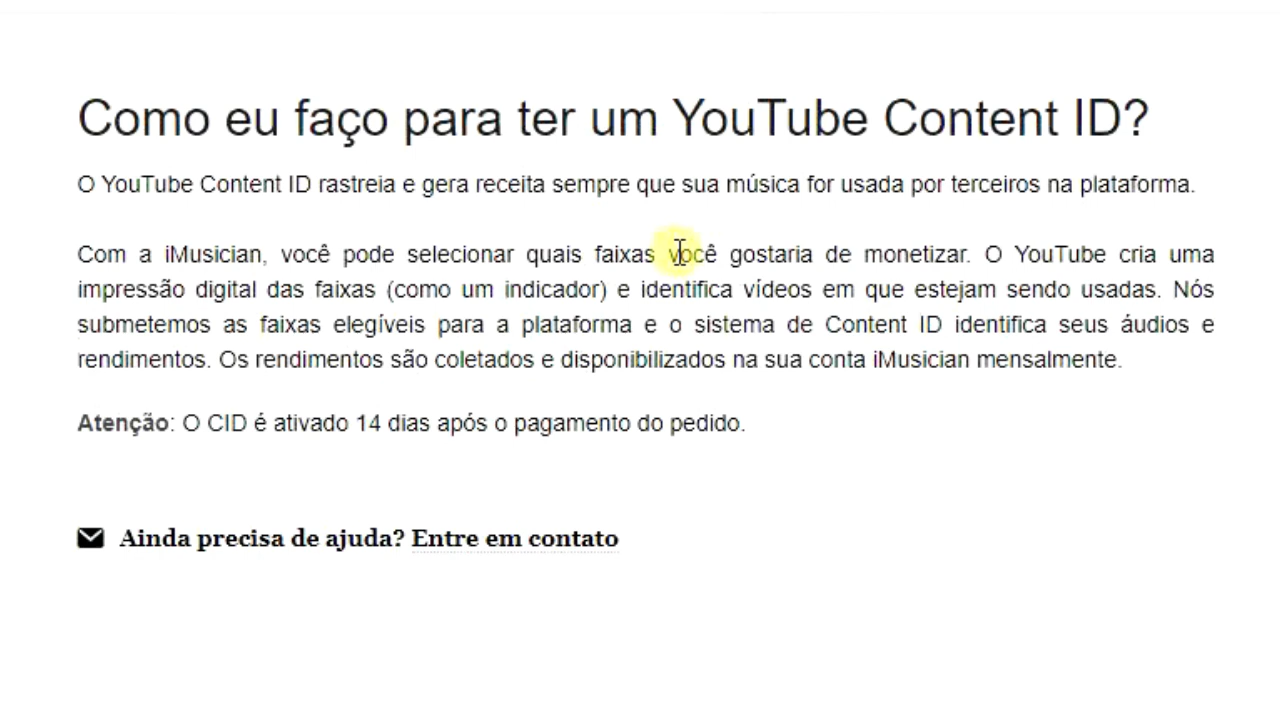 Como eu faço para ter um YouTube Content ID?
O YouTube Content ID rastreia e gera receita sempre que sua música for usada por terceiros na plataforma.
Com a iMusician, você pode selecionar quais faixas você gostaria de monetizar. O YouTube cria uma
impressão digital das faixas (como um indicador) e identifica vídeos em que estejam sendo usadas. Nós
submetemos as faixas elegíveis para a plataforma e o sistema de Content ID identifica seus áudios e
rendimentos. Os rendimentos são coletados e disponibilizados na sua conta iMusician mensalmente.
Atenção: O CID é ativado 14 dias após o pagamento do pedido.
Ainda precisa de ajuda? Entre em contato